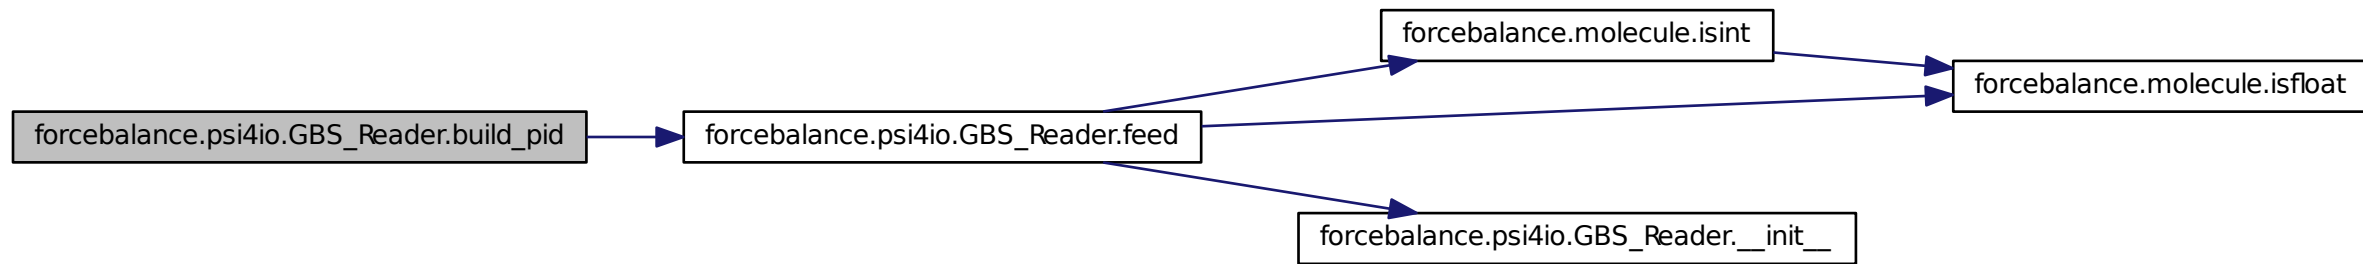 forcebalance.psi4io.GBS_Reader.build_pid
forcebalance.psi4io.GBS_Reader.feed
forcebalance.molecule.isint
forcebalance.molecule.isfloat
forcebalance.psi4io.GBS_Reader.__init__